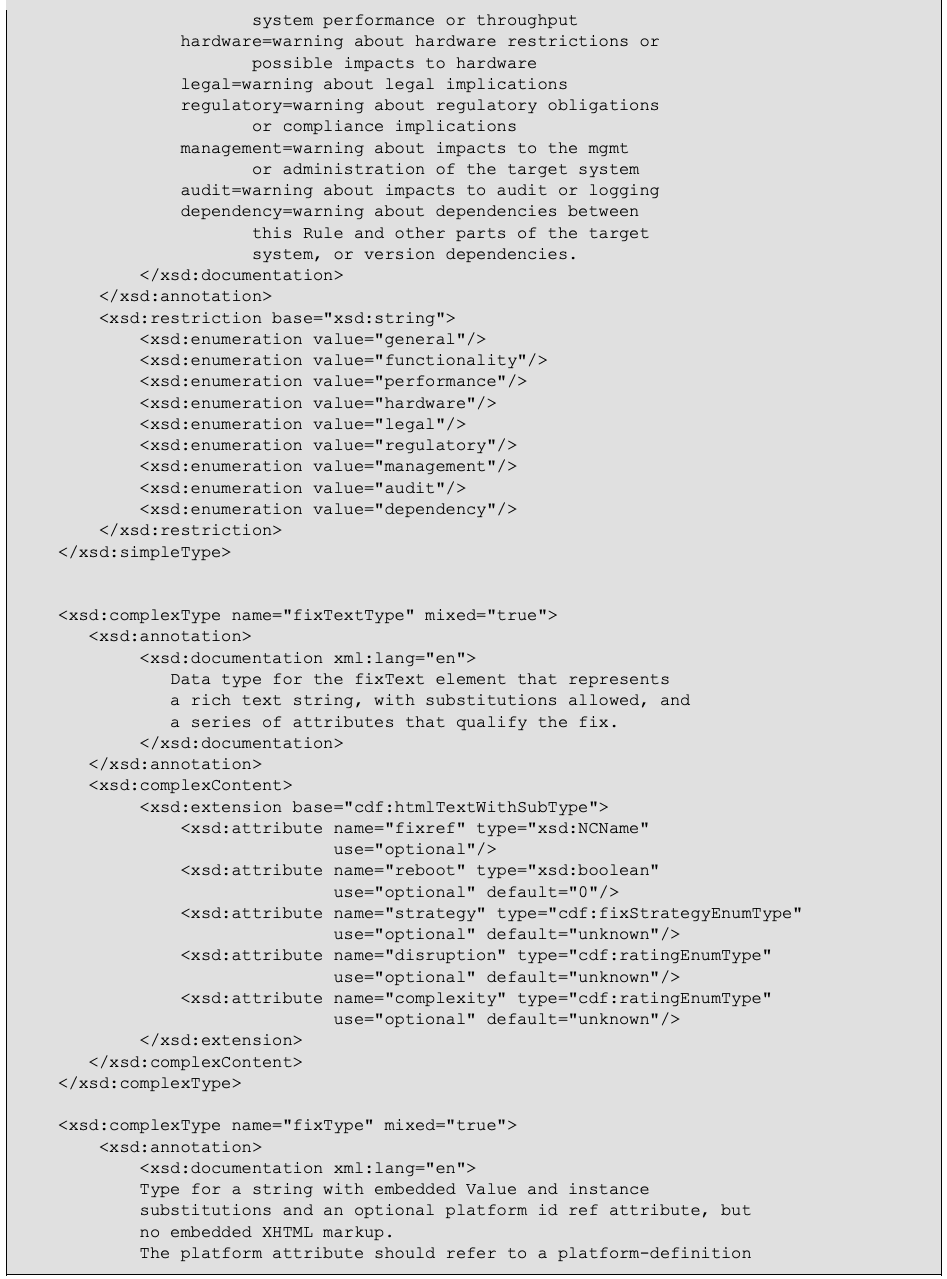 system performance or throughput
hardware=warning about hardware restrictions or
possible impacts to hardware
legal=warning about legal implications
regulatory=warning about regulatory obligations
or compliance implications
management=warning about impacts to the mgmt
or administration of the target system
audit=warning about impacts to audit or logging
dependency=warning about dependencies between
this Rule and other parts of the target
system, or version dependencies.
</xsd:documentation>
</xsd:annotation>
<xsd:restriction base="xsd:string">
<xsd:enumeration value="general"/>
<xsd:enumeration value="functionality"/>
<xsd:enumeration value="performance"/>
<xsd:enumeration value="hardware"/>
<xsd:enumeration value="legal"/>
<xsd:enumeration value="regulatory"/>
<xsd:enumeration value="management"/>
<xsd:enumeration value="audit"/>
<xsd:enumeration value="dependency"/>
</xsd:restriction>
</xsd:simpleType>
<xsd:complexType name="fixTextType" mixed="true">
<xsd:annotation>
<xsd:documentation xml:lang="en">
Data type for the fixText element that represents
a rich text string, with substitutions allowed, and
a series of attributes that qualify the fix.
</xsd:documentation>
</xsd:annotation>
<xsd:complexContent>
<xsd:extension base="cdf:htmlTextWithSubType">
<xsd:attribute name="fixref" type="xsd:NCName"
use="optional"/>
<xsd:attribute name="reboot" type="xsd:boolean"
use="optional" default="0"/>
<xsd:attribute name="strategy" type="cdf:fixStrategyEnumType"
use="optional" default="unknown"/>
<xsd:attribute name="disruption" type="cdf:ratingEnumType"
use="optional" default="unknown"/>
<xsd:attribute name="complexity" type="cdf:ratingEnumType"
use="optional" default="unknown"/>
</xsd:extension>
</xsd:complexContent>
</xsd:complexType>
<xsd:complexType name="fixType" mixed="true">
<xsd:annotation>
<xsd:documentation xml:lang="en">
Type for a string with embedded Value and instance
substitutions and an optional platform id ref attribute, but
no embedded XHTML markup.
The platform attribute should refer to a platform-definition